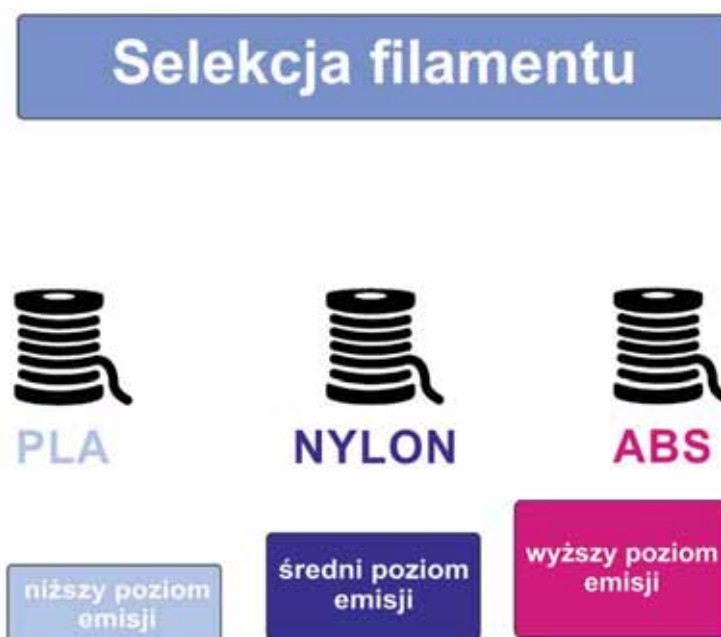 Selekcja filamentu
PLA
NYLON
ABS
niższy poziom
emisji
średni poziom
emisji
wyższy poziom
emisji